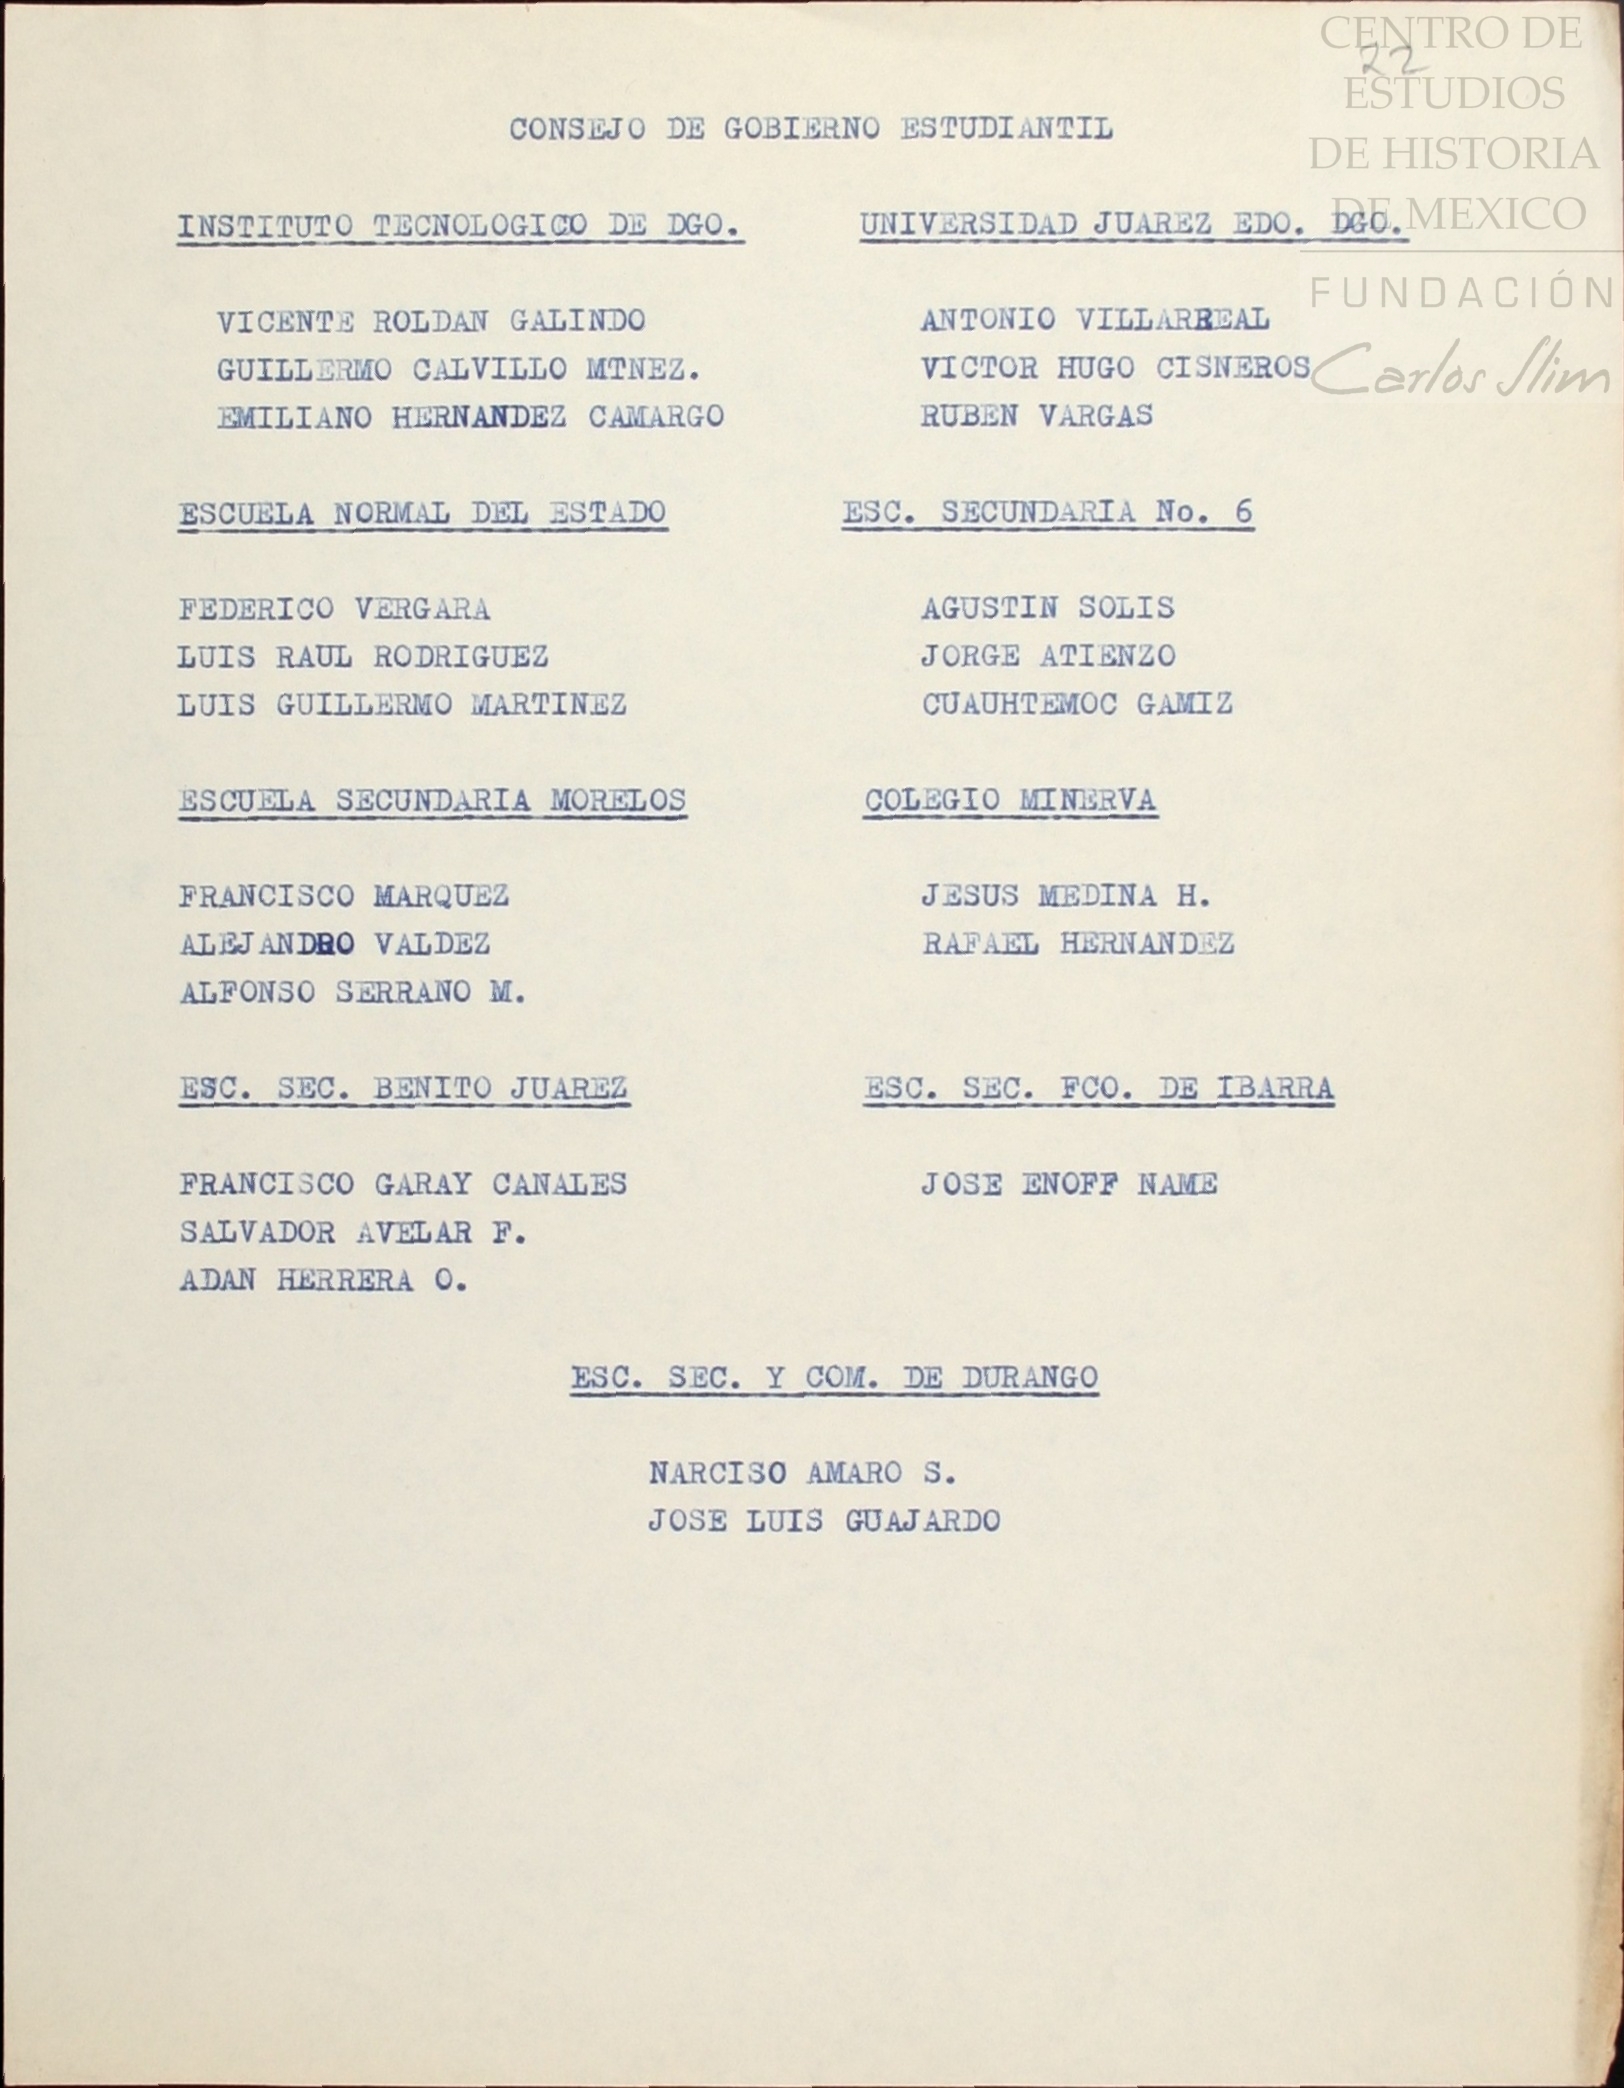 CENTRO DE
ESTUDIOS
DE HISTORIA
DE MEXICO
FUNDACIÓN
Carlos Slim
22
CONSEJO DE GOBIERNO ESTUDIANTIL
INSTITUTO TECNOLOGICO DE DGO.
VICENTE ROLDAN GALINDO
GUILLERMO CALVILLO MTNEZ.
EMILIANO HERNANDEZ CAMARGO
UNIVERSIDAD JUAREZ EDO. DGO.
ANTONIO VILLARREAL
VICTOR HUGO CISNEROS
RUBEN VARGAS
ESCUELA NORMAL DEL ESTADO
FEDERICO VERGARA
LUIS RAUL RODRIGUEZ
LUIS GUILLERMO MARTINEZ
ESC. SECUNDARIA No. 6
AGUSTIN SOLIS
JORGE ATIENZO
CUAUHTEMOC GAMIZ
ESCUELA SECUNDARIA MORELOS
FRANCISCO MARQUEZ
ALEJANDRO VALDEZ
ALFONSO SERRANO M.
COLEGIO MINERVA
JESUS MEDINA H.
RAFAEL HERNANDEZ
ESC. SEC. BENITO JUAREZ
FRANCISCO GARAY CANALES
SALVADOR AVELAR F.
ADAN HERRERA O.
ESC. SEC. FCO. DE IBARRA
JOSE ENOFF NAME
ESC. SEC. Y COM. DE DURANGO
NARCISO AMARO S.
JOSE LUIS GUAJARDO